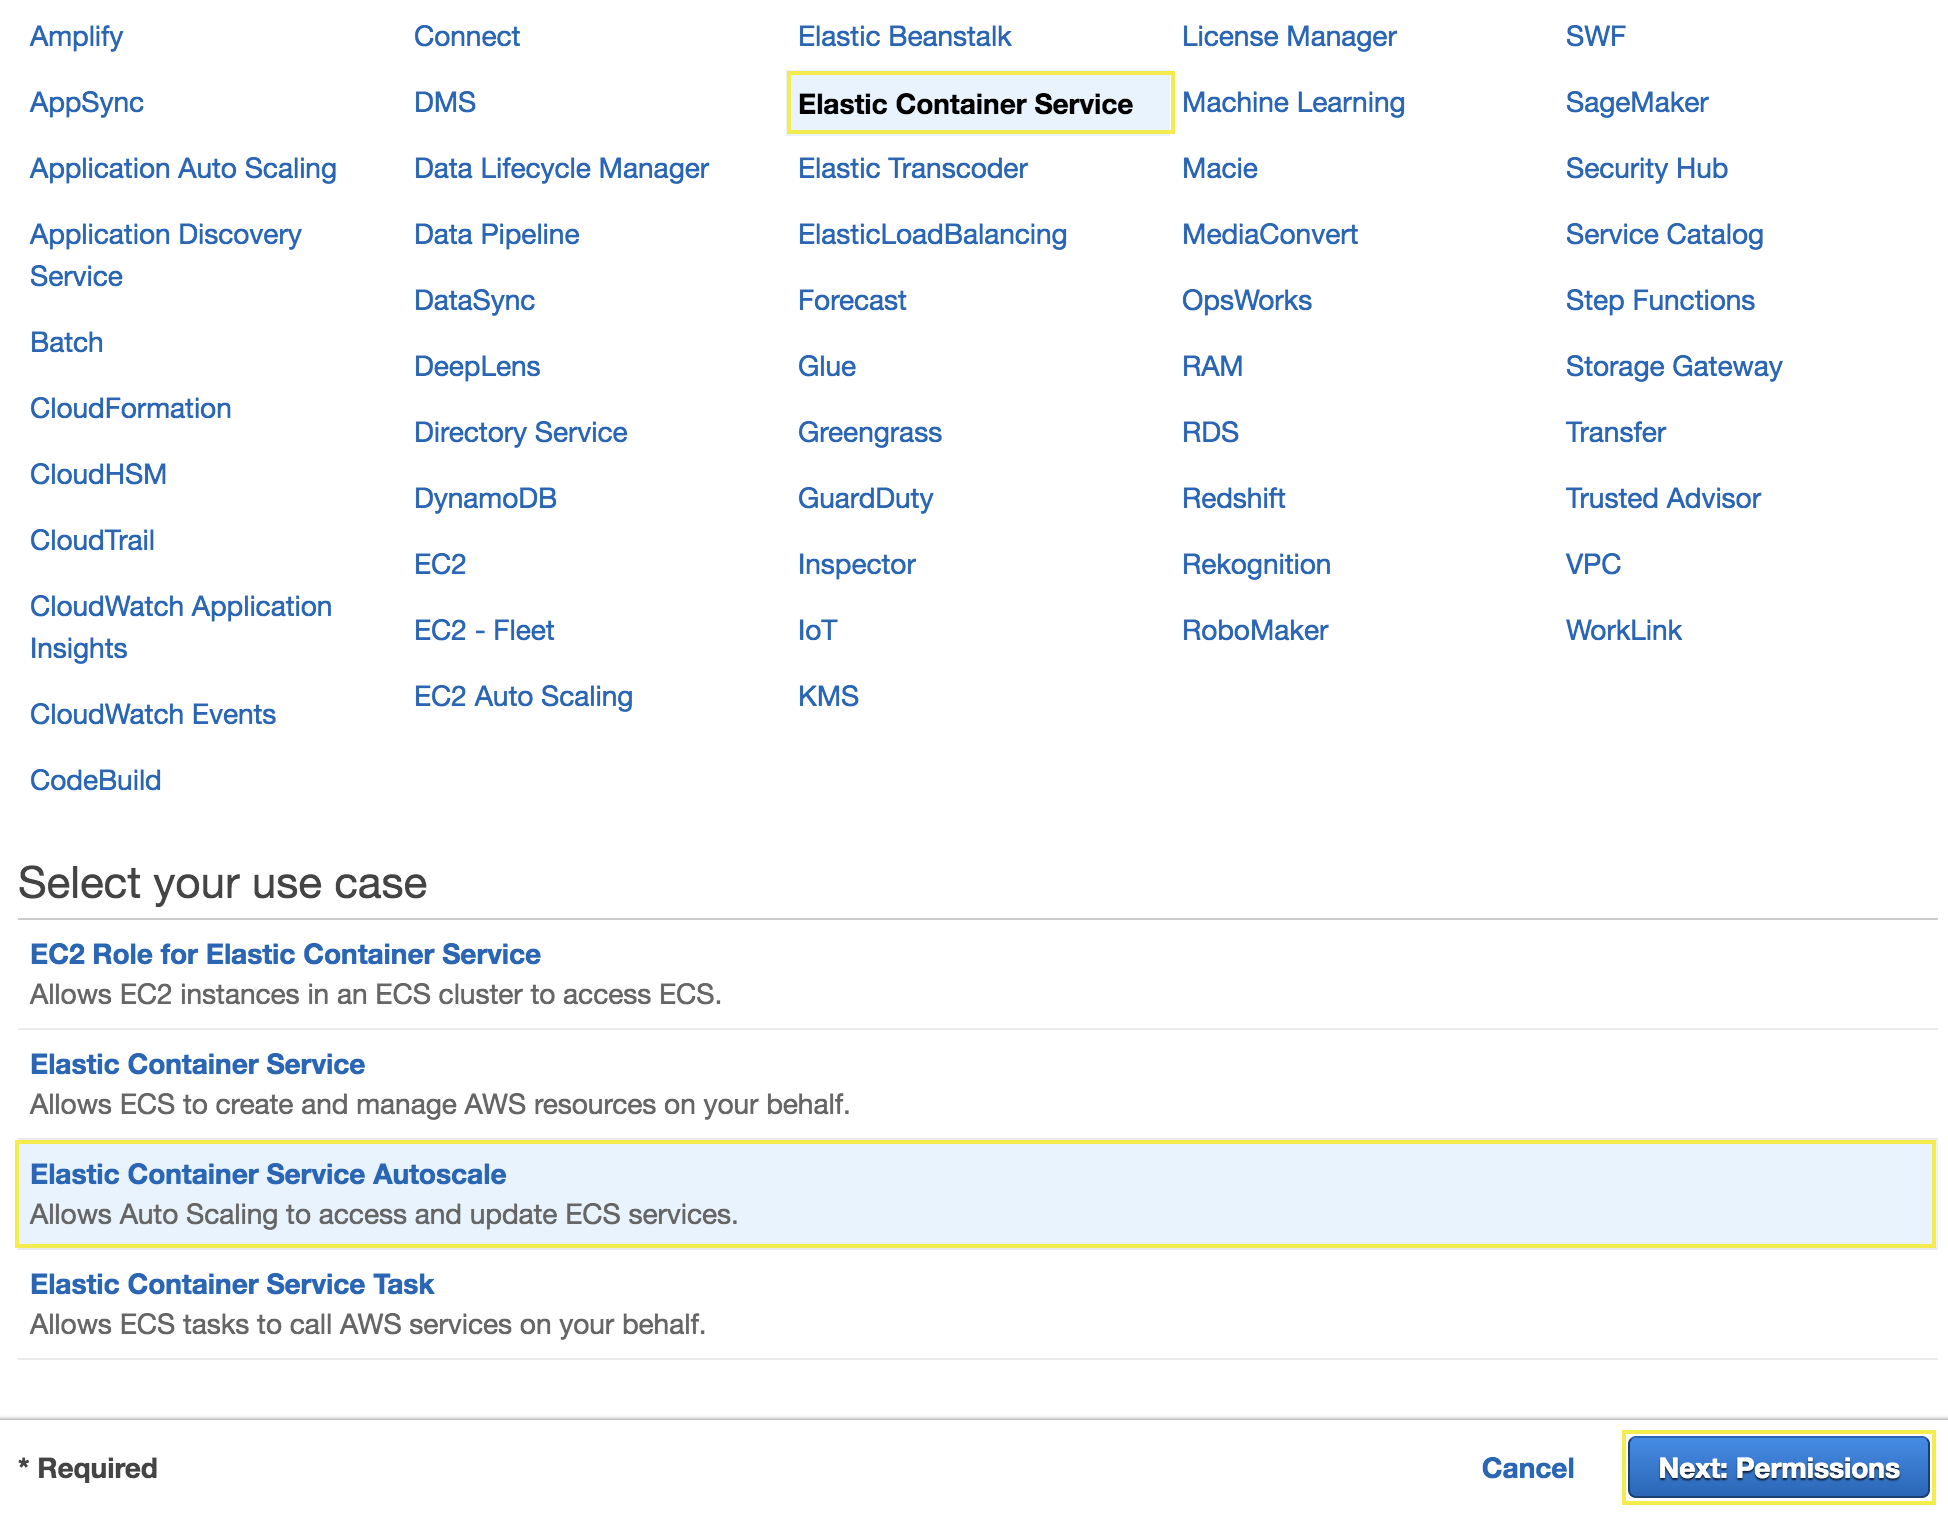 Amplify
AppSync
Application Auto Scaling
Application Discovery
Service
Batch
CloudFormation
CloudHSM
CloudTrail
CloudWatch Application
Insights
CloudWatch Events
CodeBuild
Connect
DMS
Data Lifecycle Manager
Data Pipeline
DataSync
DeepLens
Directory Service
DynamoDB
EC2
EC2 - Fleet
EC2 Auto Scaling
Elastic Beanstalk
Elastic Container Service
Elastic Transcoder
ElasticLoadBalancing
Forecast
Glue
Greengrass
GuardDuty
Inspector
IoT
KMS
License Manager
Machine Learning
Macie
MediaConvert
OpsWorks
RAM
RDS
Redshift
Rekognition
RoboMaker
SWF
SageMaker
Security Hub
Service Catalog
Step Functions
Storage Gateway
Transfer
Trusted Advisor
VPC
WorkLink
Select your use case
EC2 Role for Elastic Container Service
Allows EC2 instances in an ECS cluster to access ECS.
Elastic Container Service
Allows ECS to create and manage AWS resources on your behalf.
Elastic Container Service Autoscale
Allows Auto Scaling to access and update ECS services.
Elastic Container Service Task
Allows ECS tasks to call AWS services on your behalf.
* Required
Cancel
Next: Permissions